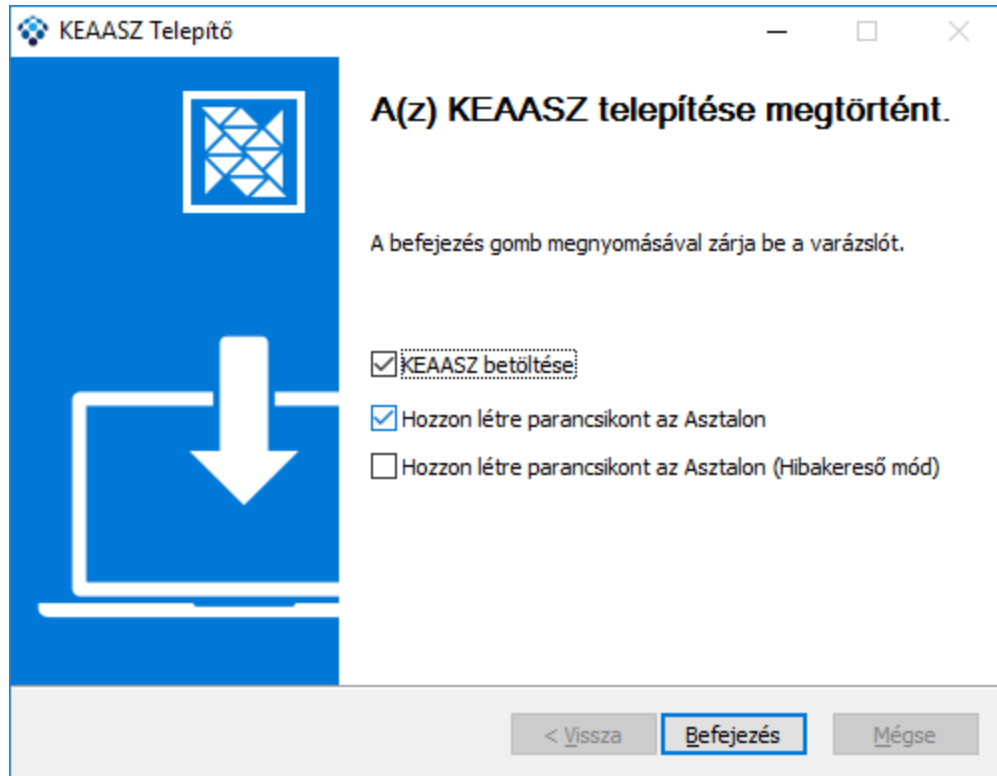 KEAASZ Telepítő
A(z) KEAASZ telepítése megtörtént.
A befejezés gomb megnyomásával zárja be a varázslót.
KEAASZ betöltése
Hozzon létre parancsikont az Asztalon
Hozzon létre parancsikont az Asztalon (Hibakereső mód)
< Vissza
Befejezés
Mégse